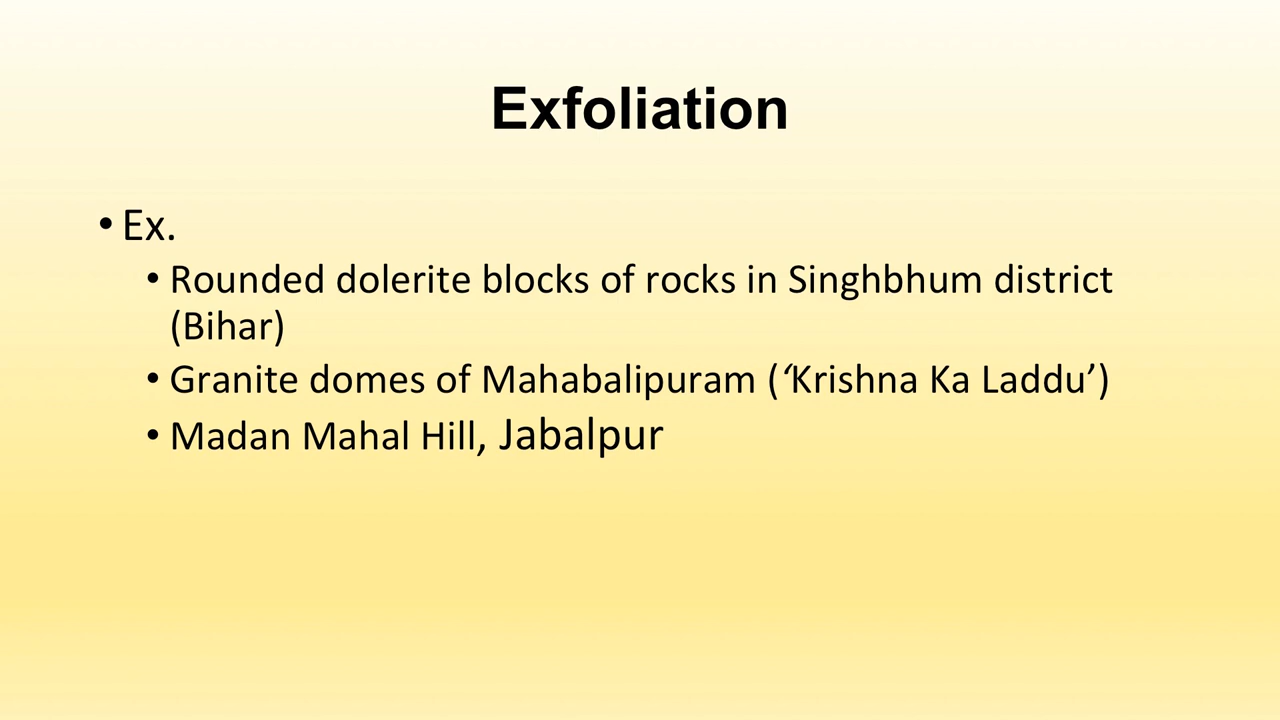 Exfoliation
• Ex.
• Rounded dolerite blocks of rocks in Singhbhum district
(Bihar)
• Granite domes of Mahabalipuram (‘Krishna Ka Laddu’)
• Madan Mahal Hill, Jabalpur